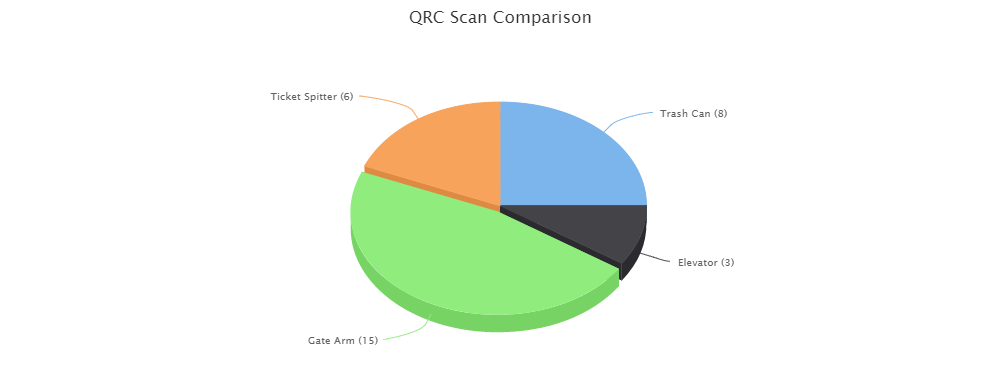 QRC Scan Comparison
Ticket Spitter (6)
Trash Can (8)
Elevator (3)
Gate Arm (15)